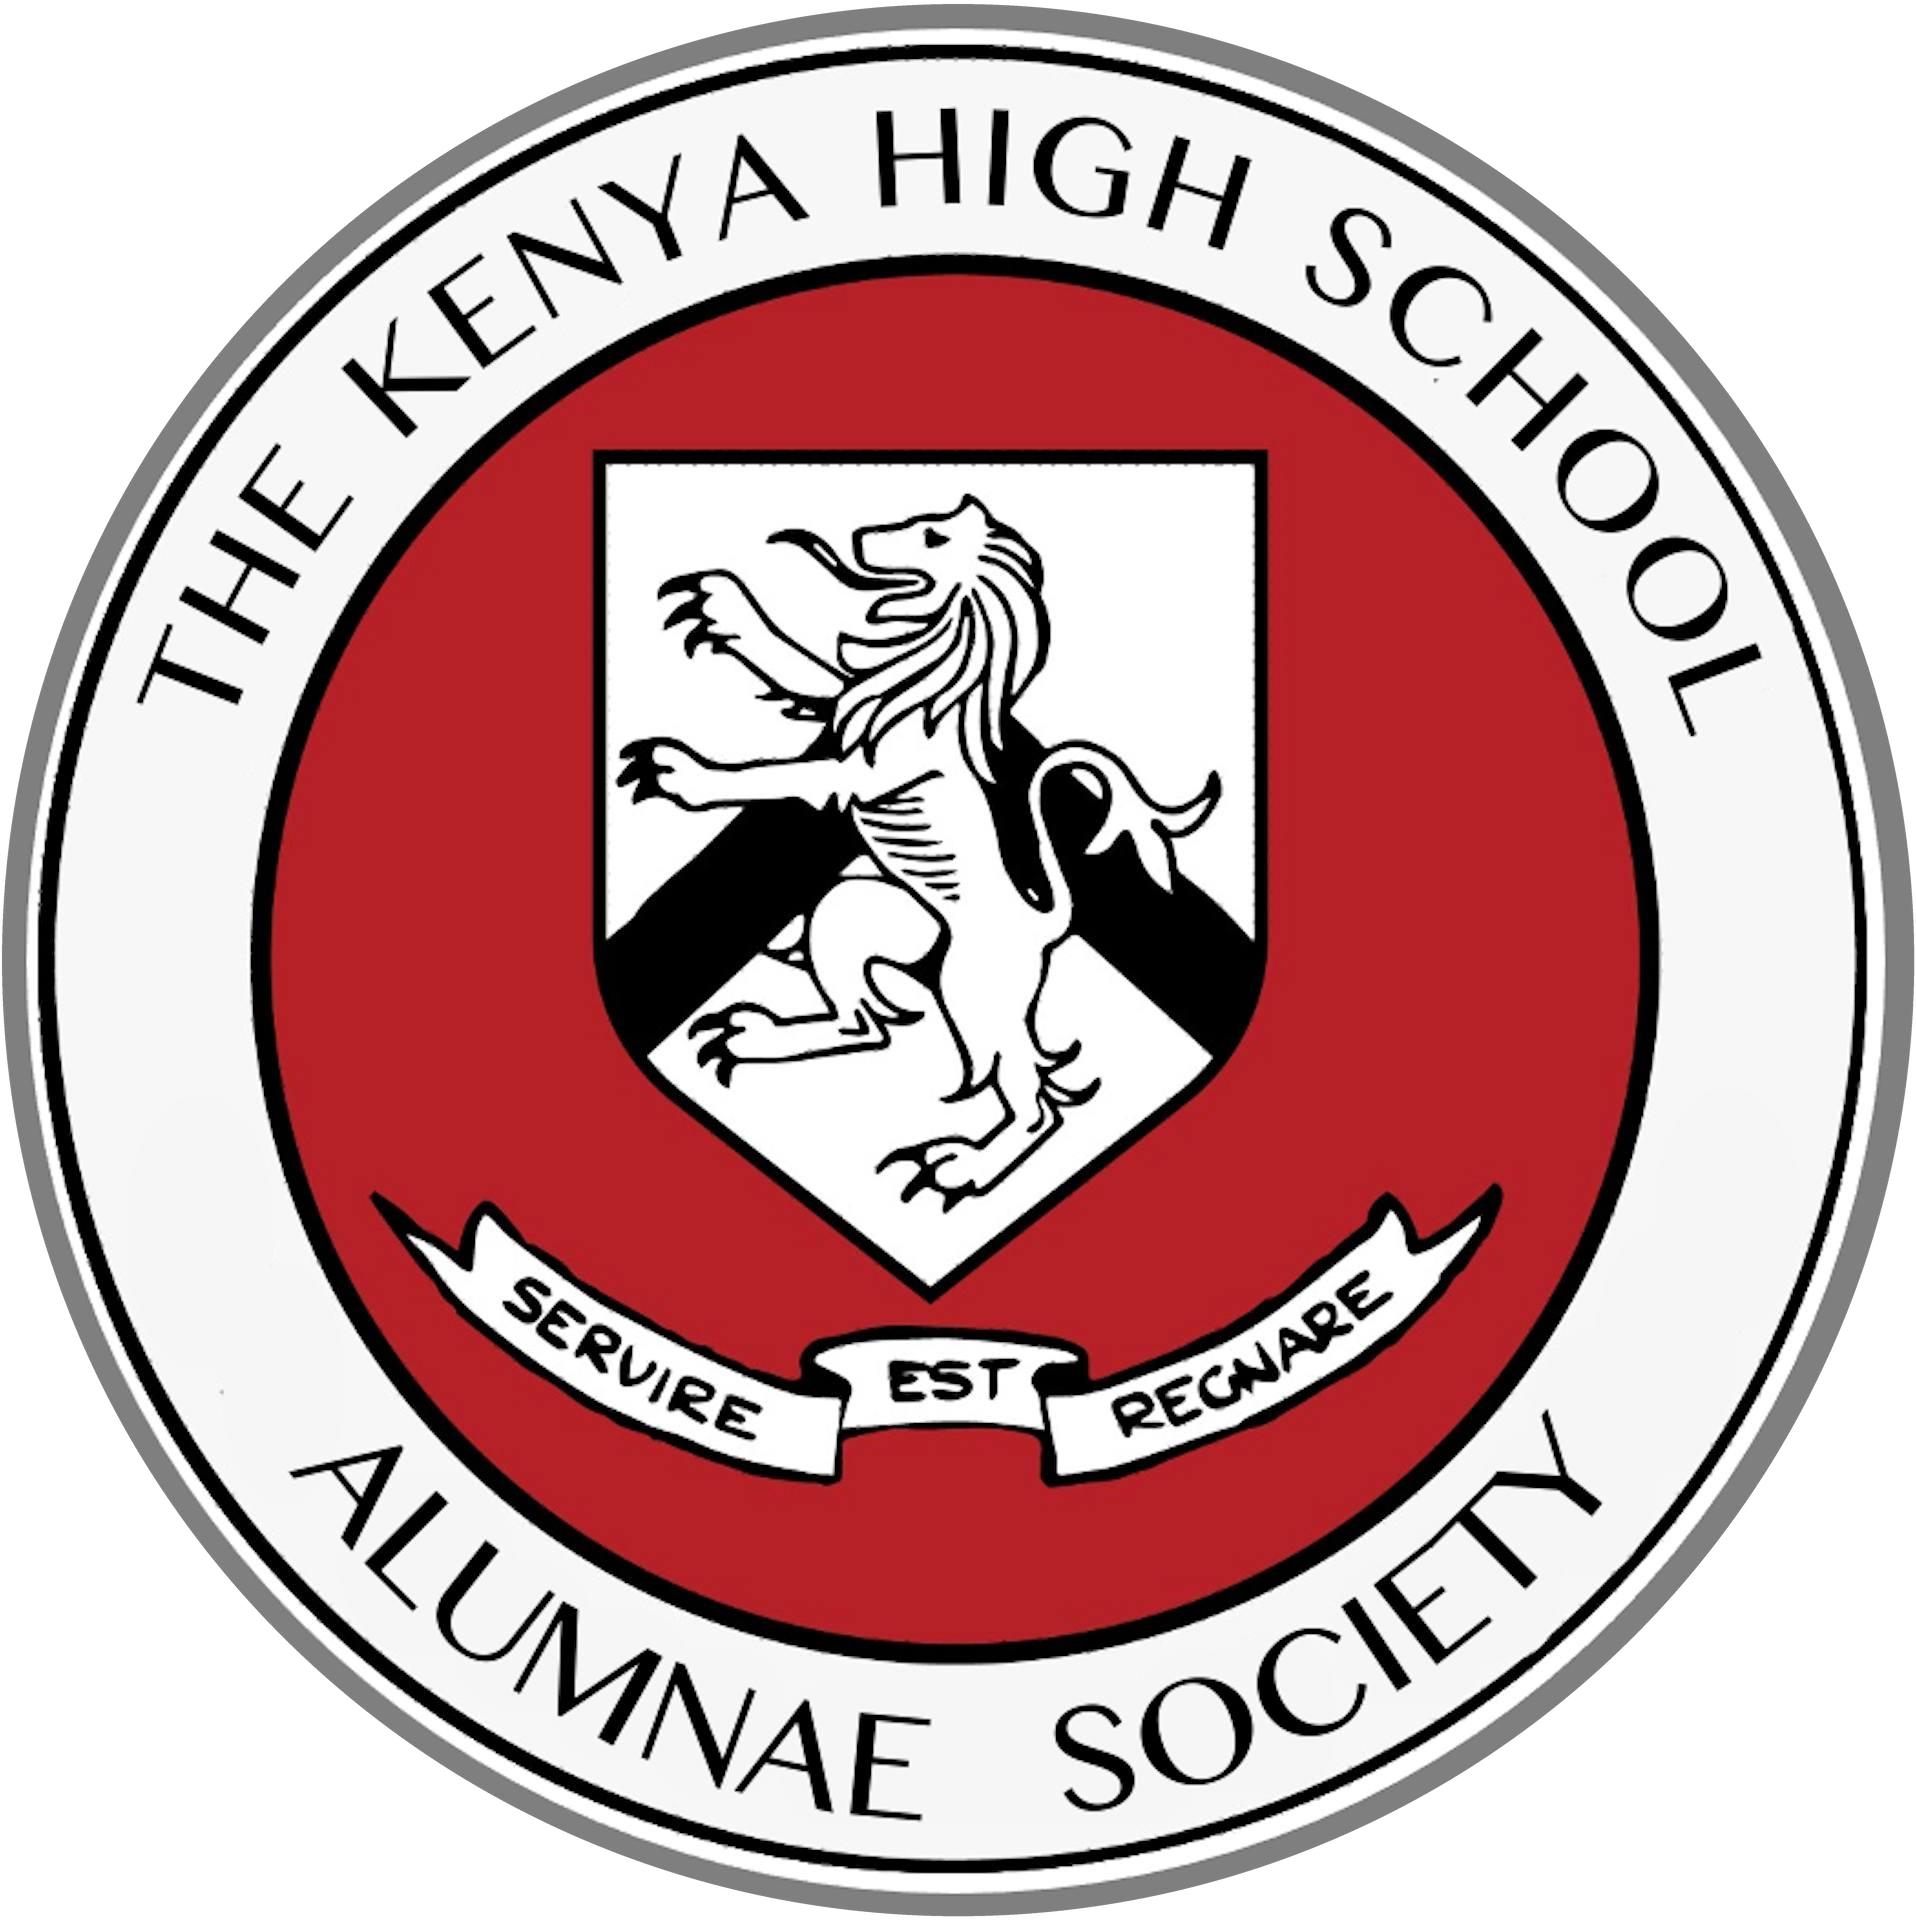 THE KENYA HIGH SCHOOL
SERVIRE EST REGNARE
ALUMNAE SOCIETY